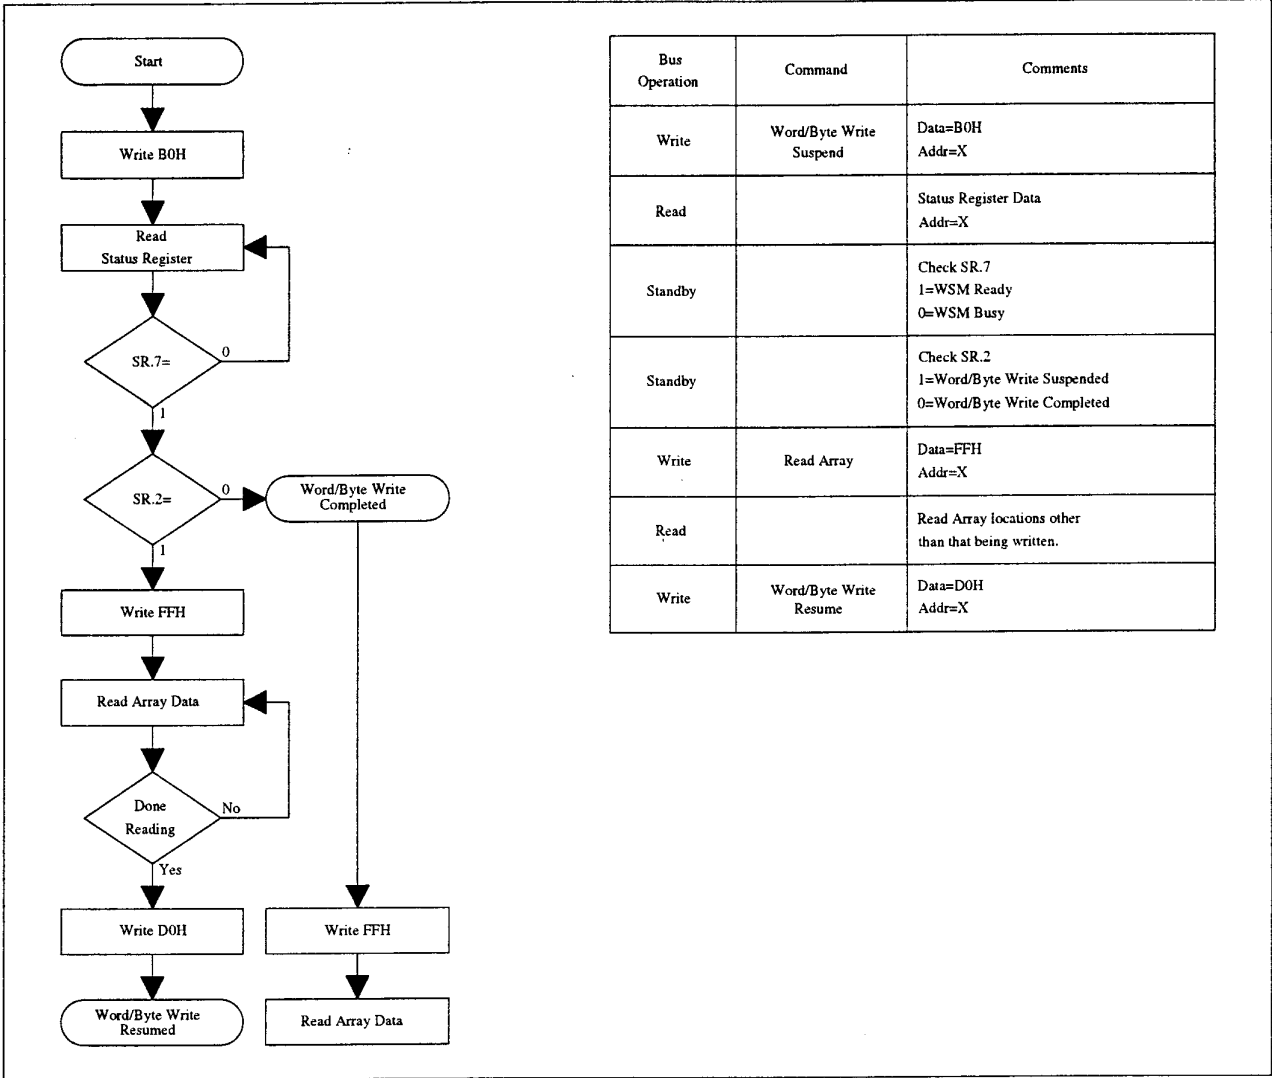 Start
Write B0H
Read
Status Register
SR.7=
0
1
SR.2=
0
Word/Byte Write
Completed
1
Write FFH
Read Array Data
Done
Reading
No
Yes
Write D0H
Write FFH
Word/Byte Write
Resumed
Read Array Data
Bus
Operation
Command
Comments
Write
Word/Byte Write
Suspend
Data=B0H
Addr=X
Read
Status Register Data
Addr=X
Standby
Check SR.7
1=WSM Ready
0=WSM Busy
Standby
Check SR.2
1=Word/Byte Write Suspended
0=Word/Byte Write Completed
Write
Read Array
Data=FFH
Addr=X
Read
Read Array locations other
than that being written.
Write
Word/Byte Write
Resume
Data=D0H
Addr=X